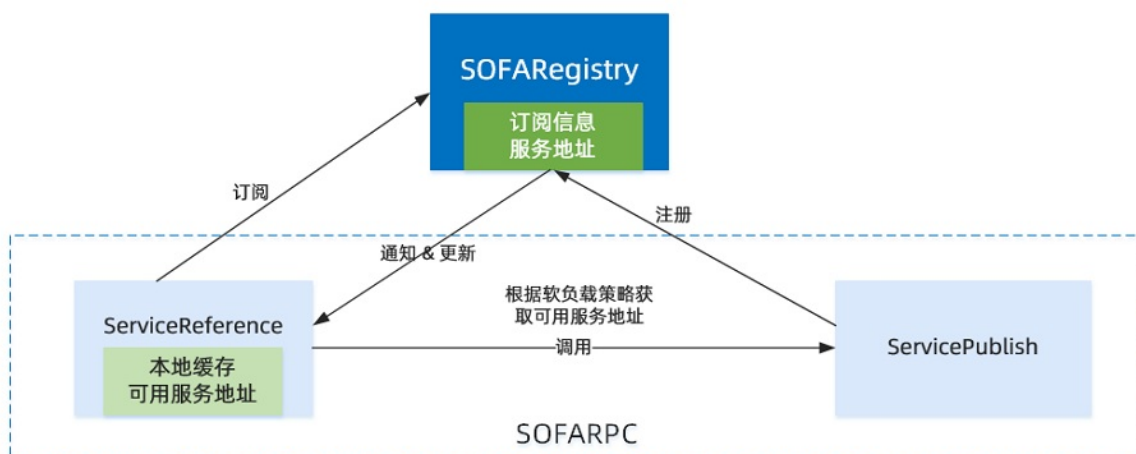 SOFARegistry
订阅信息
服务地址
订阅
注册
通知 & 更新
根据软负载策略获
取可用服务地址
ServiceReference
本地缓存
可用服务地址
调用
ServicePublish
SOFARPC